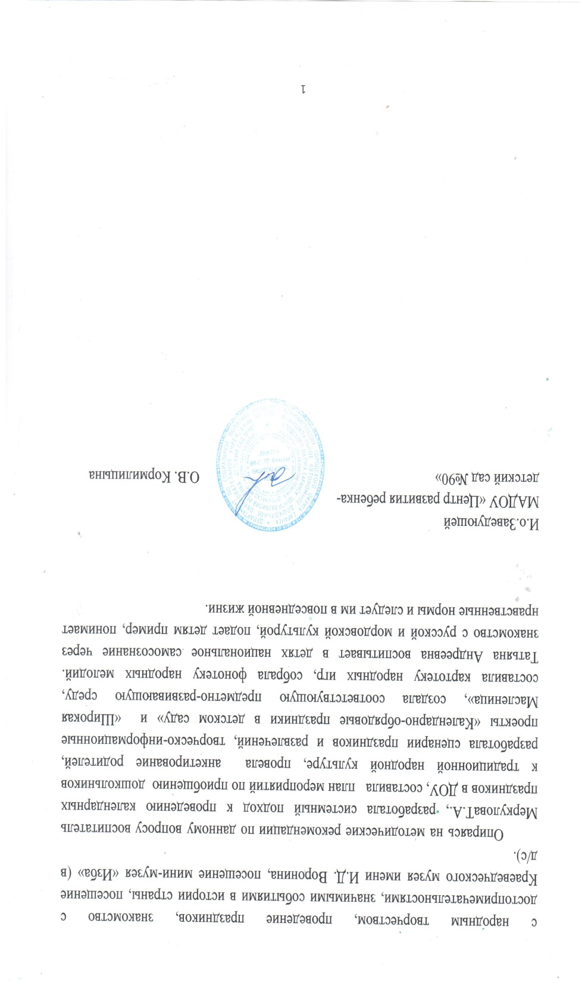 с народным творчеством, проведение праздников, знакомство с
достопримечательностями, значимыми событиями в истории страны, посещение
Краеведческого музея имени И.Д. Воронина, посещение мини-музея «Изба» (в
д/с).
Опираясь на методические рекомендации по данному вопросу воспитатель
МеркуловаТ.А., разработала системный подход к проведению календарных
праздников в ДОУ, составила план мероприятий по приобщению дошкольников
к традиционной народной культуре, провела анкетирование родителей,
разработала сценарии праздников и развлечений, творческо-информационные
проекты «Календарно-обрядовые праздники в детском саду» и «Широкая
Масленица», создала соответствующую предметно-развивающую среду,
составила картотеку народных игр, собрала фонотеку народных мелодий.
Татьяна Андреевна воспитывает в детях национальное самосознание через
знакомство с русской и мордовской культурой, подает детям пример, понимает
нравственные нормы и следует им в повседневной жизни.
И.о.Заведующей
МАДОУ «Центр развития ребенка-
детский сад №90»
О.В. Кормилицына
1